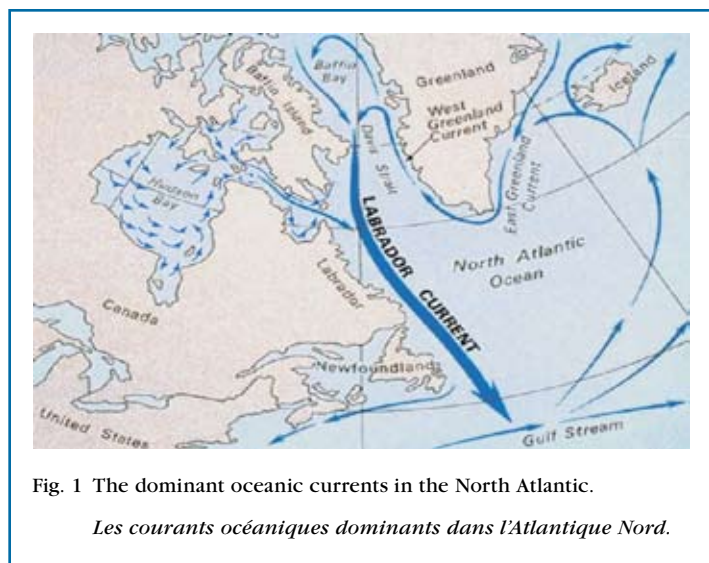 Baffin
Bay
Baffin Island
Greenland
West
Greenland
Current
Iceland
Davis Strait
East Greenland
Current
Hudson
Bay
LABRADOR CURRENT
North Atlantic
Ocean
Labrador
Canada
Newfoundland
United States
Gulf Stream
Fig. 1 The dominant oceanic currents in the North Atlantic.
Les courants océaniques dominants dans l'Atlantique Nord.